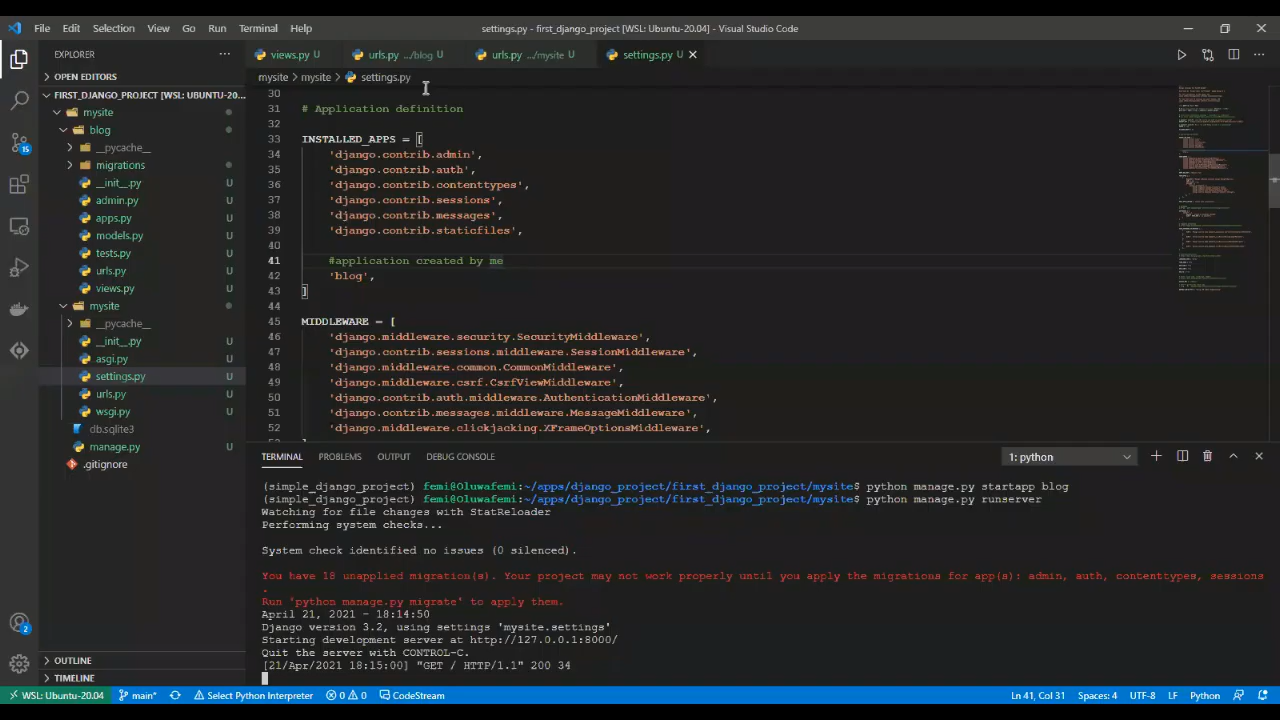 File Edit Selection View Go Run Terminal Help
settings.py - first_django_project [WSL: Ubuntu-20.04] - Visual Studio Code
EXPLORER
views.py U
urls.py .../blog U
urls.py .../mysite U
settings.py U
OPEN EDITORS
mysite > mysite > settings.py
FIRST_DJANGO_PROJECT [WSL: UBUNTU-20.04]
mysite
blog
__pycache__
migrations
__init__.py U
admin.py U
apps.py U
models.py U
tests.py U
urls.py U
views.py U
mysite
__pycache__
__init__.py U
asgi.py U
settings.py U
urls.py U
wsgi.py U
db.sqlite3
manage.py U
.gitignore
OUTLINE
TIMELINE
30
31 # Application definition
32
33 INSTALLED_APPS = [
34 'django.contrib.admin',
35 'django.contrib.auth',
36 'django.contrib.contenttypes',
37 'django.contrib.sessions',
38 'django.contrib.messages',
39 'django.contrib.staticfiles',
40
41 #application created by me
42 'blog',
43 ]
44
45 MIDDLEWARE = [
46 'django.middleware.security.SecurityMiddleware',
47 'django.contrib.sessions.middleware.SessionMiddleware',
48 'django.middleware.common.CommonMiddleware',
49 'django.middleware.csrf.CsrfViewMiddleware',
50 'django.contrib.auth.middleware.AuthenticationMiddleware',
51 'django.contrib.messages.middleware.MessageMiddleware',
52 'django.middleware.clickjacking.XFrameOptionsMiddleware',
TERMINAL PROBLEMS OUTPUT DEBUG CONSOLE
1: python
(simple_django_project) femi@Oluwafemi:~/apps/django_project/first_django_project/mysite$ python manage.py startapp blog
(simple_django_project) femi@Oluwafemi:~/apps/django_project/first_django_project/mysite$ python manage.py runserver
Watching for file changes with StatReloader
Performing system checks...
System check identified no issues (0 silenced).
You have 18 unapplied migration(s). Your project may not work properly until you apply the migrations for app(s): admin, auth, contenttypes, sessions
.
Run 'python manage.py migrate' to apply them.
April 21, 2021 - 18:14:50
Django version 3.2, using settings 'mysite.settings'
Starting development server at http://127.0.0.1:8000/
Quit the server with CONTROL-C.
[21/Apr/2021 18:15:00] "GET / HTTP/1.1" 200 34
15
2
WSL: Ubuntu-20.04
main*
Select Python Interpreter
0 0
CodeStream
Ln 41, Col 31
Spaces: 4
UTF-8
LF
Python